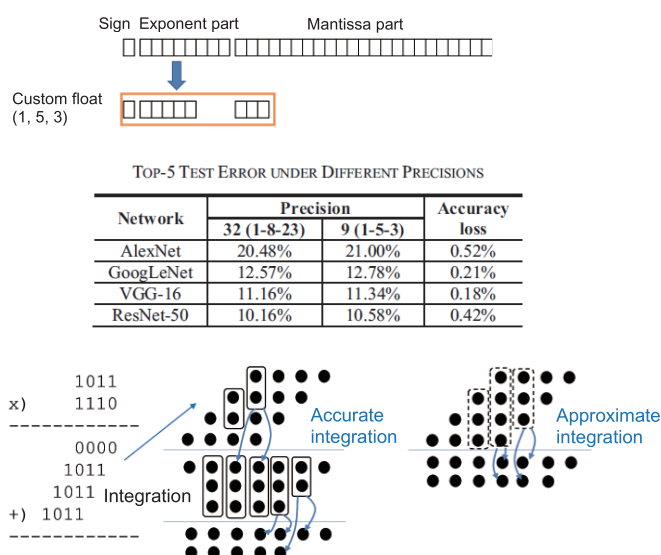 Sign Exponent part Mantissa part
Custom float
(1, 5, 3)
TOP-5 TEST ERROR UNDER DIFFERENT PRECISIONS
Network Precision Accuracy loss
32 (1-8-23) 9 (1-5-3)
AlexNet 20.48% 21.00% 0.52%
GoogLeNet 12.57% 12.78% 0.21%
VGG-16 11.16% 11.34% 0.18%
ResNet-50 10.16% 10.58% 0.42%
1011
x) 1110
0000
1011
1011
+) 1011
Integration
Accurate
integration
Approximate
integration